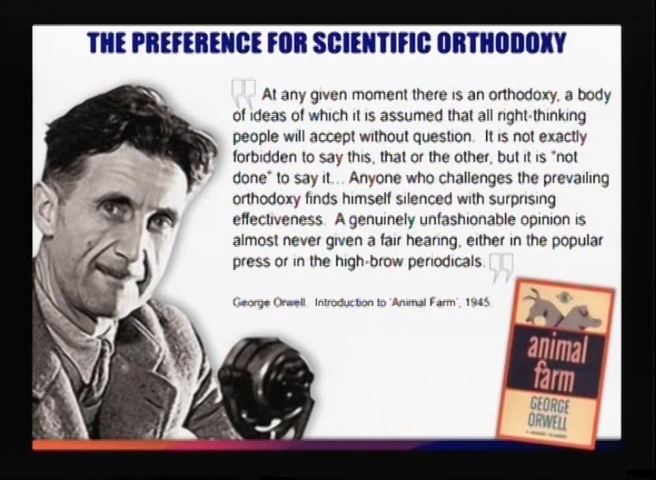 THE PREFERENCE FOR SCIENTIFIC ORTHODOXY
At any given moment there is an orthodoxy, a body
of ideas of which it is assumed that all right-thinking
people will accept without question. It is not exactly
forbidden to say this, that or the other, but it is "not
done" to say it... Anyone who challenges the prevailing
orthodoxy finds himself silenced with surprising
effectiveness. A genuinely unfashionable opinion is
almost never given a fair hearing, either in the popular
press or in the high-brow periodicals.
George Orwell. Introduction to 'Animal Farm', 1945
animal
farm
GEORGE
ORWELL